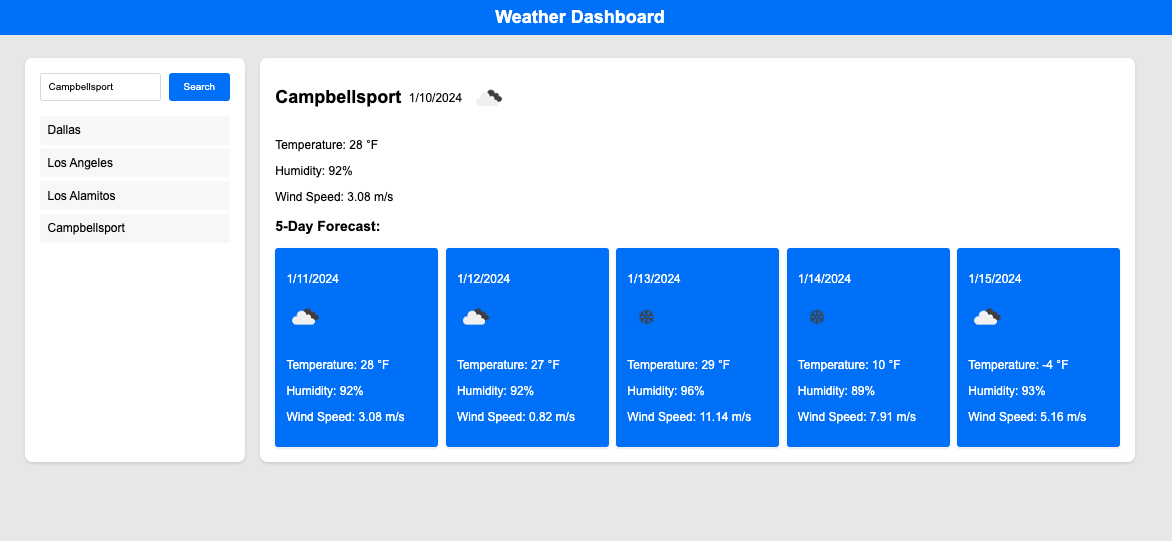 Weather Dashboard
Campbellsport
Search
Dallas
Los Angeles
Los Alamitos
Campbellsport
Campbellsport 1/10/2024
Temperature: 28 °F
Humidity: 92%
Wind Speed: 3.08 m/s
5-Day Forecast:
1/11/2024
Temperature: 28 °F
Humidity: 92%
Wind Speed: 3.08 m/s
1/12/2024
Temperature: 27 °F
Humidity: 92%
Wind Speed: 0.82 m/s
1/13/2024
Temperature: 29 °F
Humidity: 96%
Wind Speed: 11.14 m/s
1/14/2024
Temperature: 10 °F
Humidity: 89%
Wind Speed: 7.91 m/s
1/15/2024
Temperature: -4 °F
Humidity: 93%
Wind Speed: 5.16 m/s